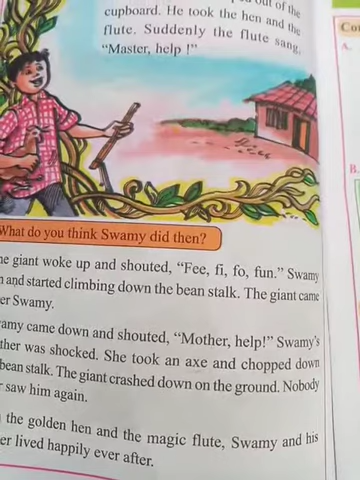 out of the
cupboard. He took the hen and the
flute. Suddenly the flute sang,
"Master, help !"
Co
A.
B.
What do you think Swamy did then?
giant woke up and shouted, "Fee, fi, fo, fun." Swamy
and started climbing down the bean stalk. The giant came
Swamy.
came down and shouted, "Mother, help!" Swamy's
was shocked. She took an axe and chopped down
bean stalk. The giant crashed down on the ground. Nobody
saw him again.
the golden hen and the magic flute, Swamy and his
lived happily ever after.